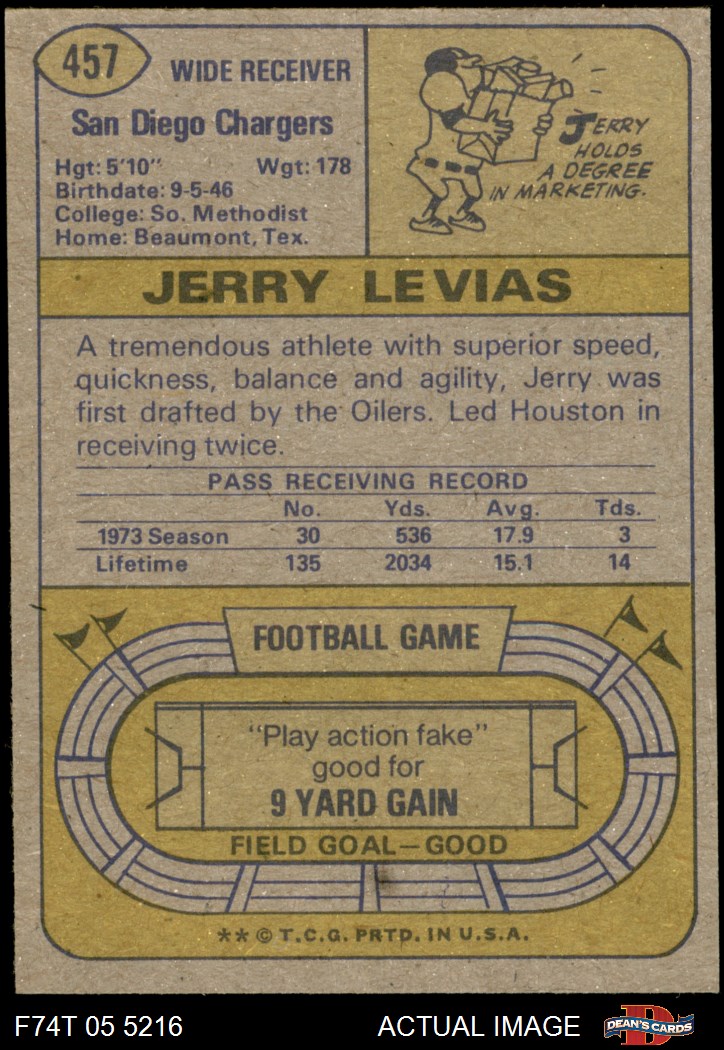 457
WIDE RECEIVER
San Diego Chargers
Hgt: 5'10" Wgt: 178
Birthdate: 9-5-46
College: So. Methodist
Home: Beaumont, Tex.
JERRY
HOLDS
A DEGREE
IN MARKETING.
JERRY LE VIAS
A tremendous athlete with superior speed,
quickness, balance and agility, Jerry was
first drafted by the Oilers. Led Houston in
receiving twice.
PASS RECEIVING RECORD
No. Yds. Avg. Tds.
1973 Season 30 536 17.9 3
Lifetime 135 2034 15.1 14
FOOTBALL GAME
"Play action fake"
good for
9 YARD GAIN
FIELD GOAL—GOOD
** © T.C.G. PRTD. IN U.S.A.
F74T 05 5216 ACTUAL IMAGE
D
DEAN'S CARDS